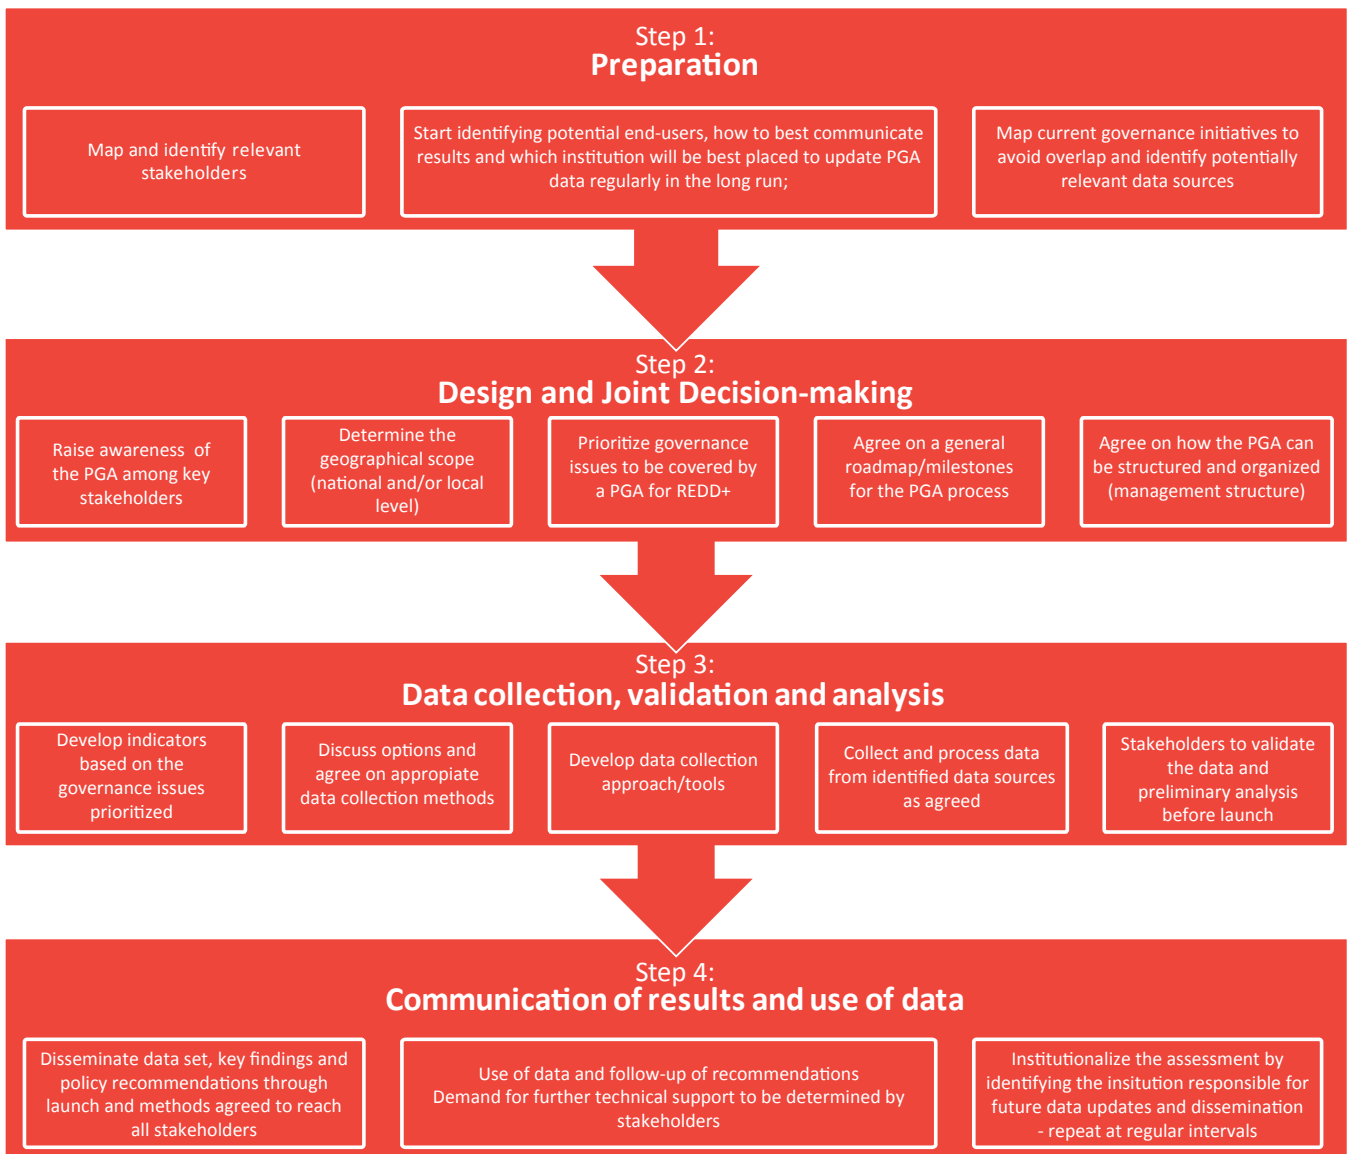 Step 1:
Preparation
Map and identify relevant
stakeholders
Start identifying potential end-users, how to best communicate
results and which institution will be best placed to update PGA
data regularly in the long run;
Map current governance initiatives to
avoid overlap and identify potentially
relevant data sources
Step 2:
Design and Joint Decision-making
Raise awareness of
the PGA among key
stakeholders
Determine the
geographical scope
(national and/or local
level)
Prioritize governance
issues to be covered by
a PGA for REDD+
Agree on a general
roadmap/milestones
for the PGA process
Agree on how the PGA can
be structured and organized
(management structure)
Step 3:
Data collection, validation and analysis
Develop indicators
based on the
governance issues
prioritized
Discuss options and
agree on appropiate
data collection methods
Develop data collection
approach/tools
Collect and process data
from identified data sources
as agreed
Stakeholders to validate
the data and
preliminary analysis
before launch
Step 4:
Communication of results and use of data
Disseminate data set, key findings and
policy recommendations through
launch and methods agreed to reach
all stakeholders
Use of data and follow-up of recommendations
Demand for further technical support to be determined by
stakeholders
Institutionalize the assessment by
identifying the insitution responsible for
future data updates and dissemination
- repeat at regular intervals